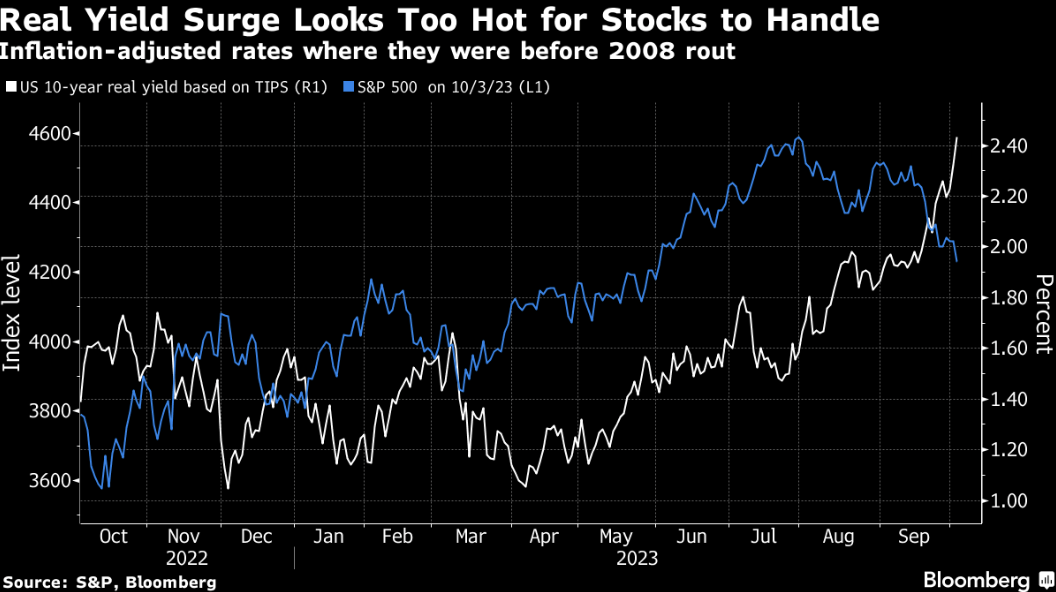 Real Yield Surge Looks Too Hot for Stocks to Handle
Inflation-adjusted rates where they were before 2008 rout
US 10-year real yield based on TIPS (R1) S&P 500 on 10/3/23 (L1)
4600
4400
4200
4000
3800
3600
Index level
2.40
2.20
2.00
1.80
1.60
1.40
1.20
1.00
Percent
Oct Nov Dec Jan Feb Mar Apr May Jun Jul Aug Sep
2022 2023
Source: S&P, Bloomberg
Bloomberg